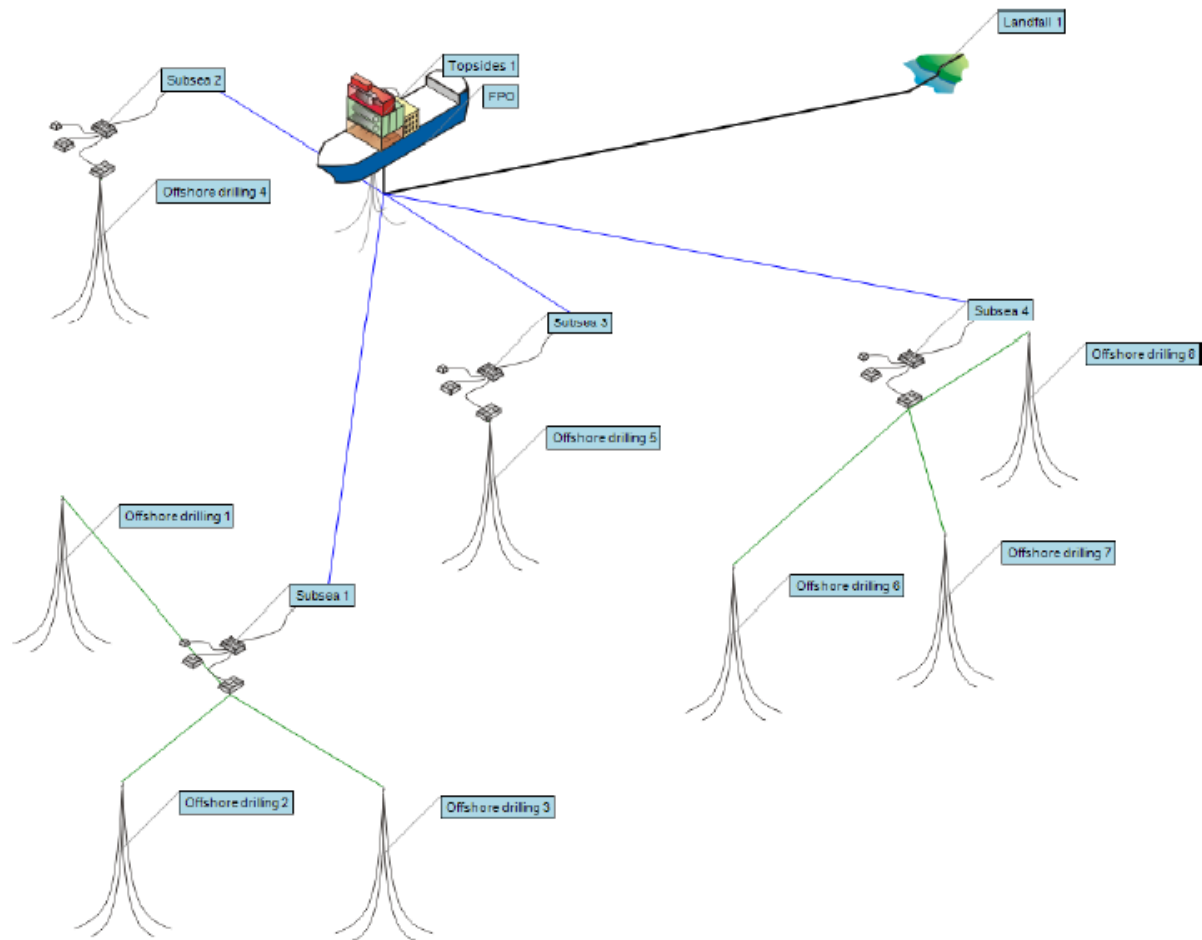 Landfall 1
Topsides 1
Subsea 2
FPO
Offshore drilling 4
Subsea 3
Subsea 4
Offshore drilling 8
Offshore drilling 5
Offshore drilling 1
Offshore drilling 7
Offshore drilling 6
Subsea 1
Offshore drilling 2
Offshore drilling 3